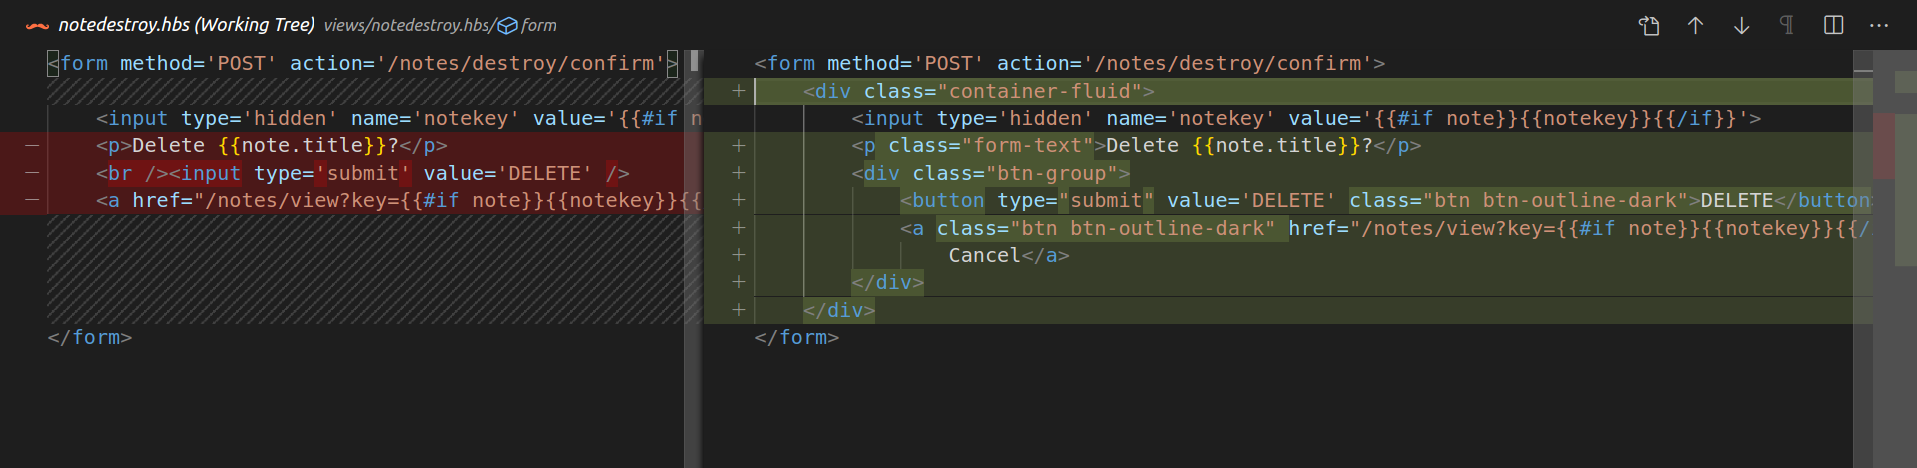 notedestroy.hbs (Working Tree) views/notedestroy.hbs/ form
<form method='POST' action='/notes/destroy/confirm'>
<input type='hidden' name='notekey' value='{{#if n
<p>Delete {{note.title}}?</p>
<br /><input type='submit' value='DELETE' />
<a href="/notes/view?key={{#if note}}{{notekey}}{{
</form>
<form method='POST' action='/notes/destroy/confirm'>
<div class="container-fluid">
<input type='hidden' name='notekey' value='{{#if note}}{{notekey}}{{/if}}'>
<p class="form-text">Delete {{note.title}}?</p>
<div class="btn-group">
<button type="submit" value='DELETE' class="btn btn-outline-dark">DELETE</button
<a class="btn btn-outline-dark" href="/notes/view?key={{#if note}}{{notekey}}{{/
Cancel</a>
</div>
</div>
</form>